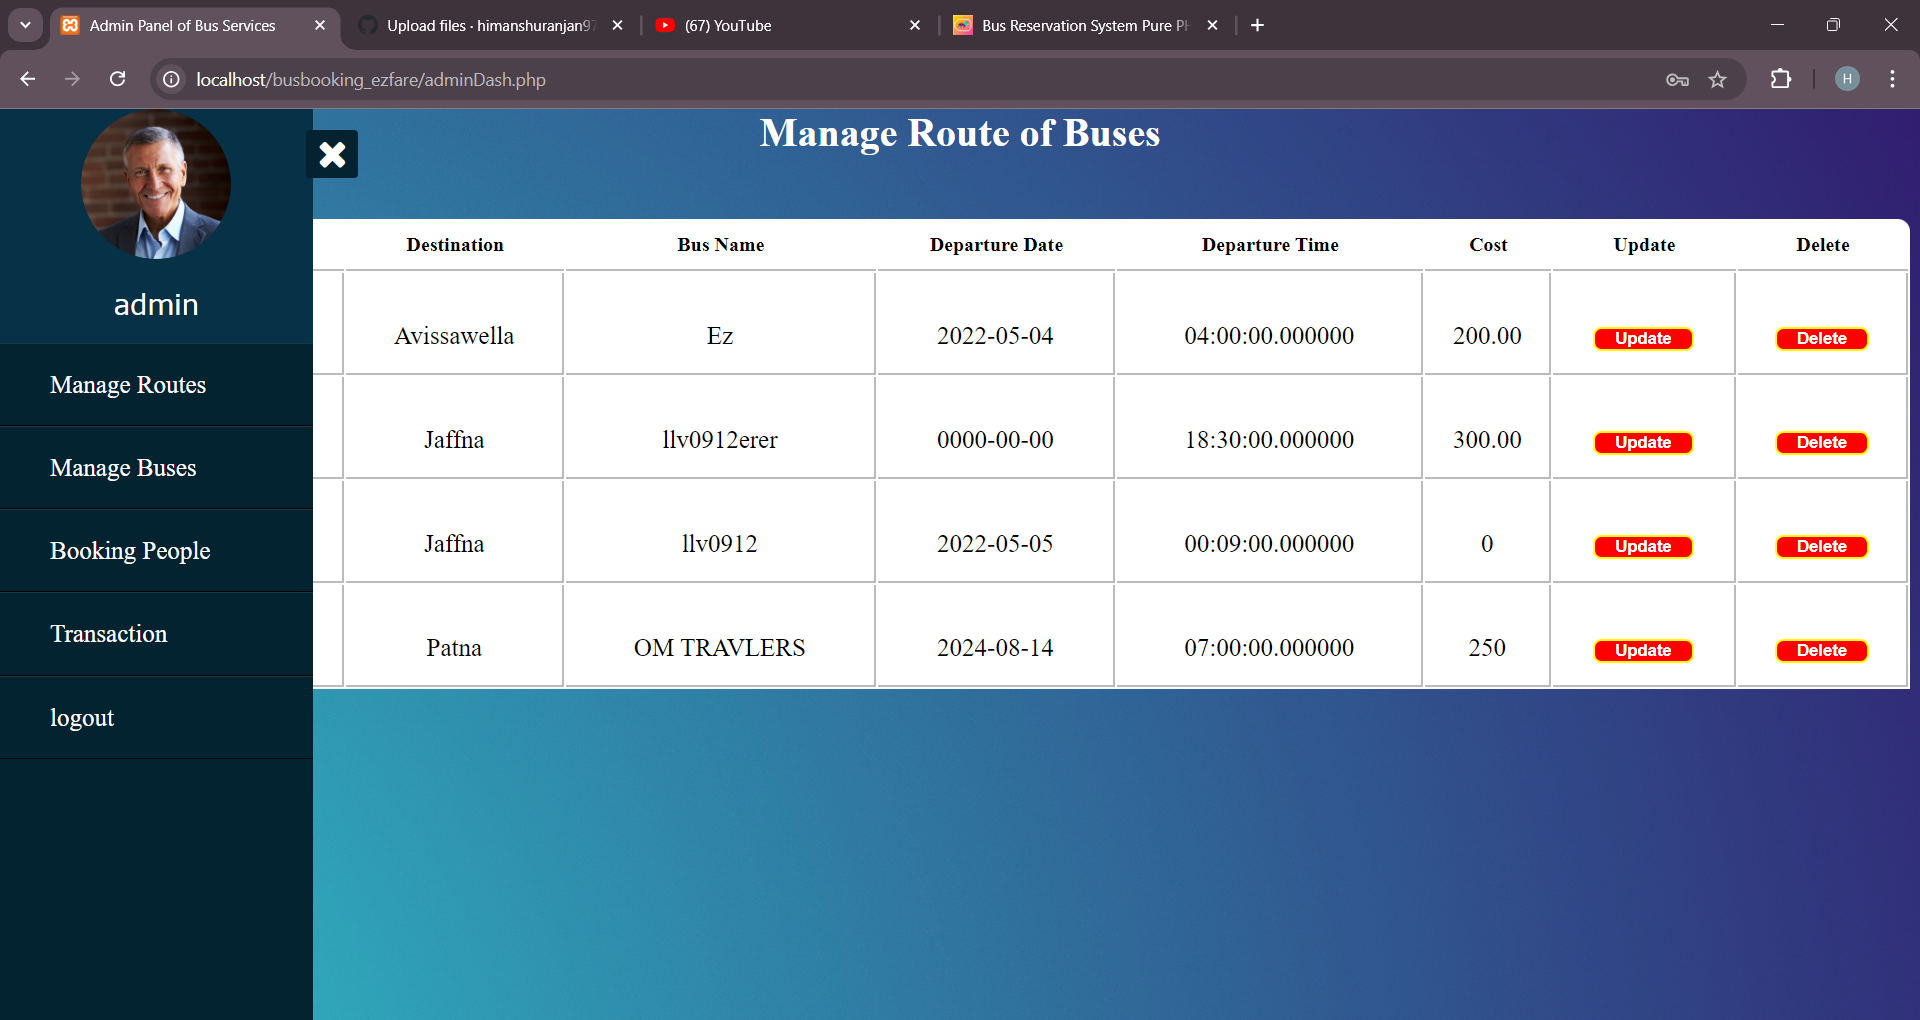 Admin Panel of Bus Services
Upload files · himanshuranjan97
(67) YouTube
Bus Reservation System Pure PH
localhost/busbooking_ezfare/adminDash.php
H
Manage Route of Buses
admin
Manage Routes
Manage Buses
Booking People
Transaction
logout
Destination Bus Name Departure Date Departure Time Cost Update Delete
Avissawella Ez 2022-05-04 04:00:00.000000 200.00 Update Delete
Jaffna llv0912erer 0000-00-00 18:30:00.000000 300.00 Update Delete
Jaffna llv0912 2022-05-05 00:09:00.000000 0 Update Delete
Patna OM TRAVLERS 2024-08-14 07:00:00.000000 250 Update Delete